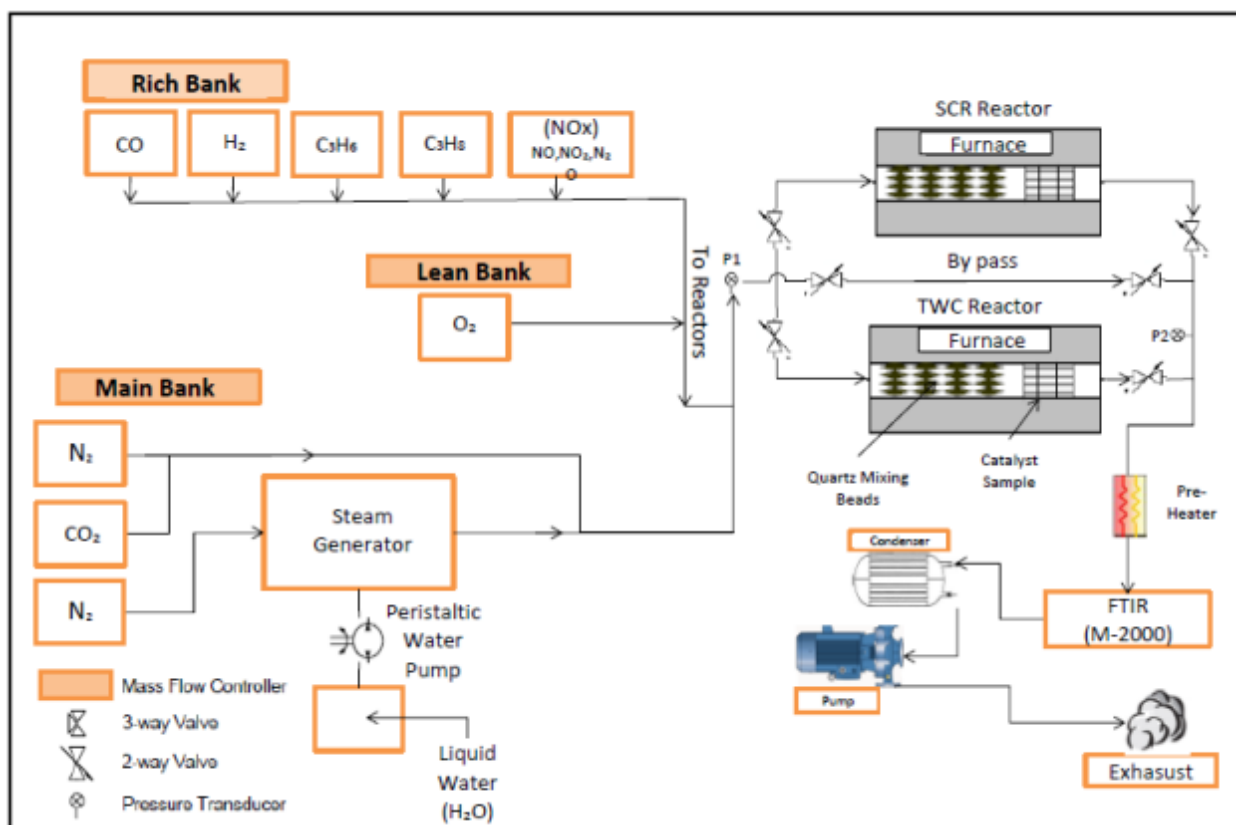 Rich Bank
CO
H₂
C₃H₆
C₃H₈
(NOx)
NO,NO₂,N₂
O
Lean Bank
O₂
To Reactors
Main Bank
N₂
CO₂
N₂
Steam
Generator
Peristaltic
Water
Pump
Liquid
Water
(H₂O)
Mass Flow Controller
3-way Valve
2-way Valve
Pressure Transducer
SCR Reactor
Furnace
P1
By pass
TWC Reactor
Furnace
P2
Quartz Mixing
Beads
Catalyst
Sample
Pre-
Heater
Condenser
FTIR
(M-2000)
Pump
Exhasust